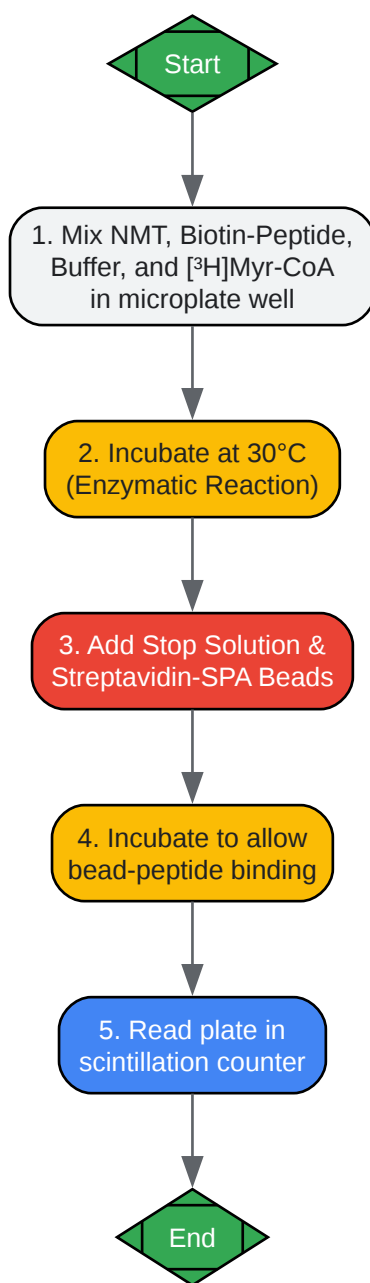 Start
1. Mix NMT, Biotin-Peptide,
Buffer, and [³H]Myr-CoA
in microplate well
2. Incubate at 30°C
(Enzymatic Reaction)
3. Add Stop Solution &
Streptavidin-SPA Beads
4. Incubate to allow
bead-peptide binding
5. Read plate in
scintillation counter
End